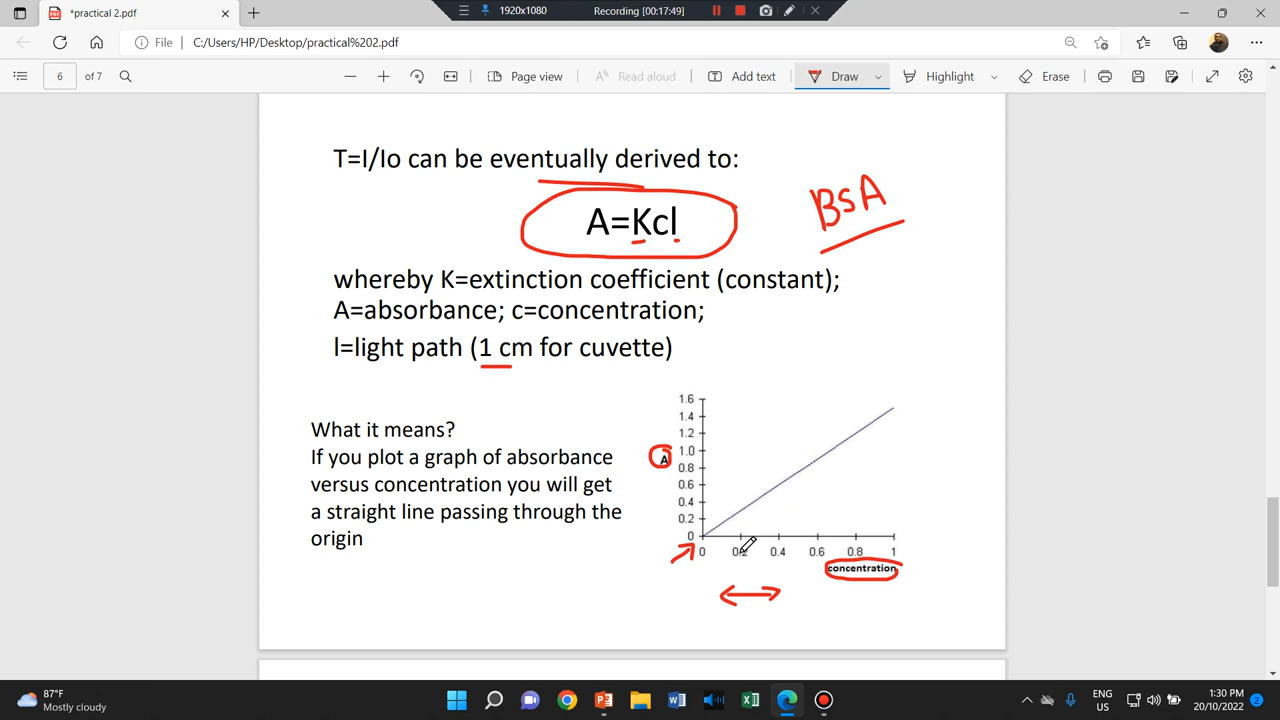 *practical 2.pdf
1920x1080
Recording [00:17:49]
File
C:/Users/HP/Desktop/practical%202.pdf
6
of 7
Page view
Read aloud
Add text
Draw
Highlight
Erase
T=I/Io can be eventually derived to:
A=Kcl
BSA
whereby K=extinction coefficient (constant);
A=absorbance; c=concentration;
l=light path (1 cm for cuvette)
What it means?
If you plot a graph of absorbance
versus concentration you will get
a straight line passing through the
origin
1.6
1.4
1.2
1.0
A
0.8
0.6
0.4
0.2
0
0 0.2 0.4 0.6 0.8 1
concentration
87°F
Mostly cloudy
ENG
US
1:30 PM
20/10/2022
2